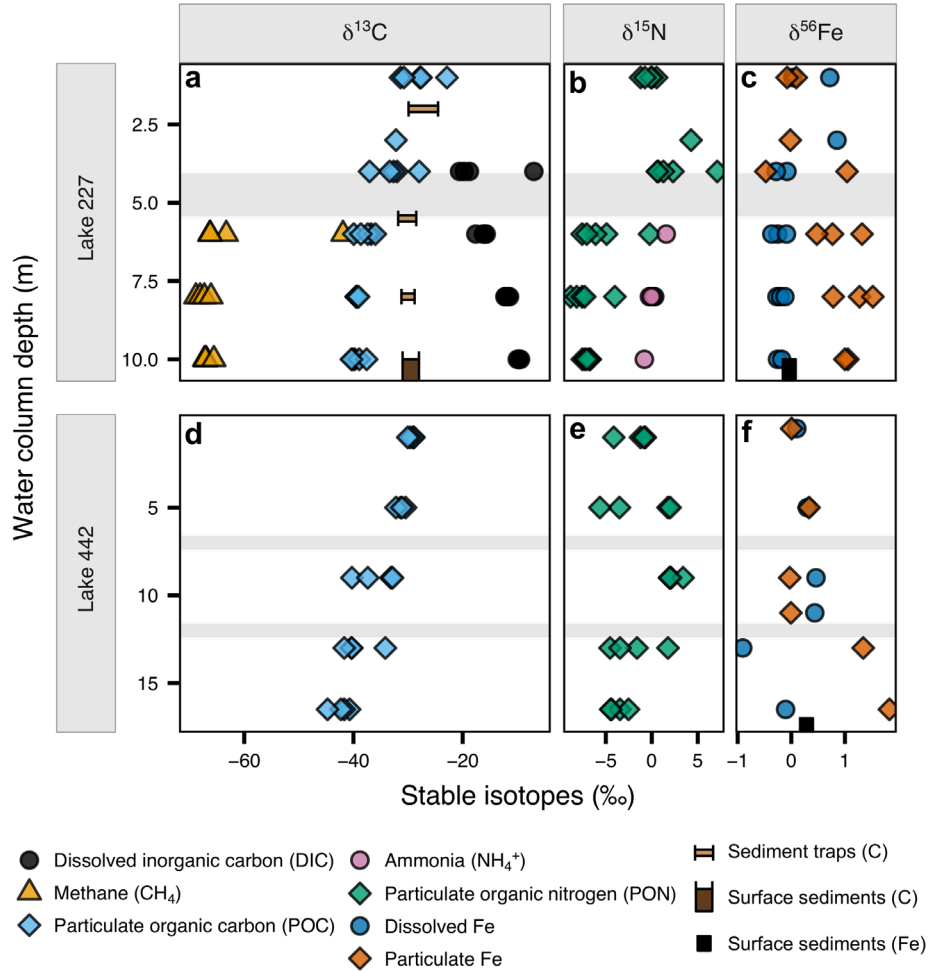 δ¹³C
δ¹⁵N
δ⁵⁶Fe
Water column depth (m)
Lake 227
a
b
c
2.5
5.0
7.5
10.0
Lake 442
d
e
f
5
10
15
−60
−40
−20
−5
0
5
−1
0
1
Stable isotopes (‰)
Dissolved inorganic carbon (DIC)
Methane (CH₄)
Particulate organic carbon (POC)
Ammonia (NH₄⁺)
Particulate organic nitrogen (PON)
Dissolved Fe
Particulate Fe
Sediment traps (C)
Surface sediments (C)
Surface sediments (Fe)